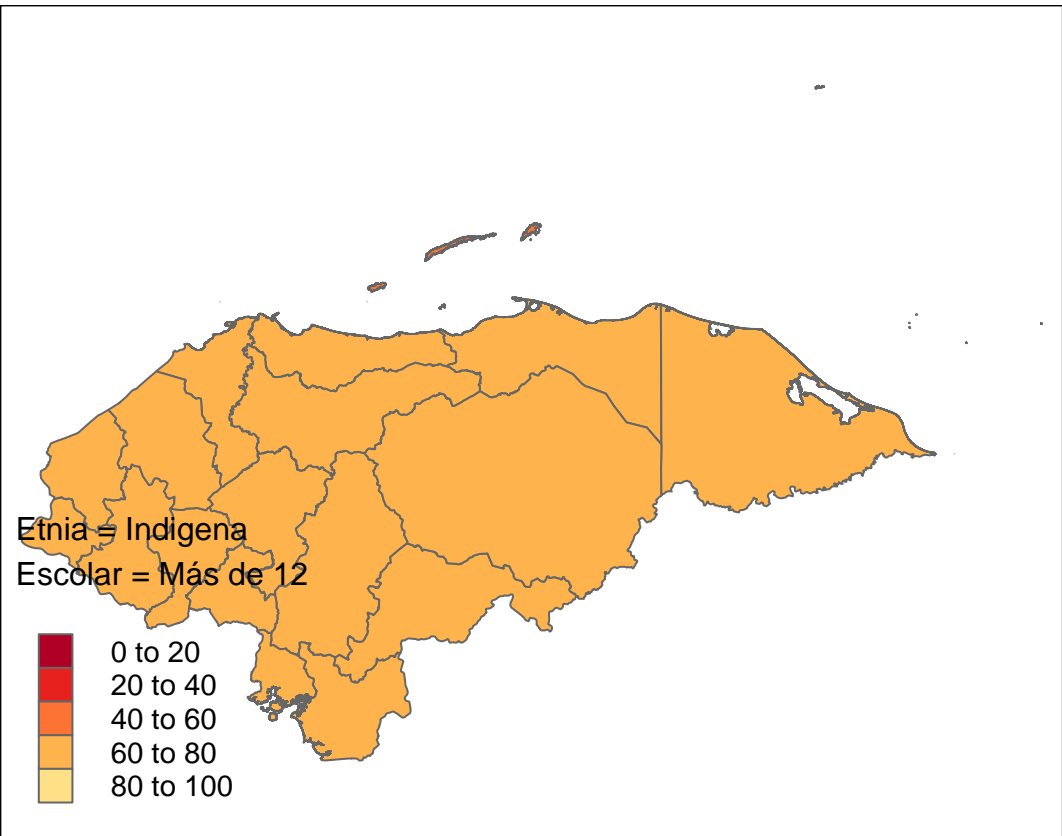 Etnia = Indigena
Escolar = Más de 12
0 to 20
20 to 40
40 to 60
60 to 80
80 to 100